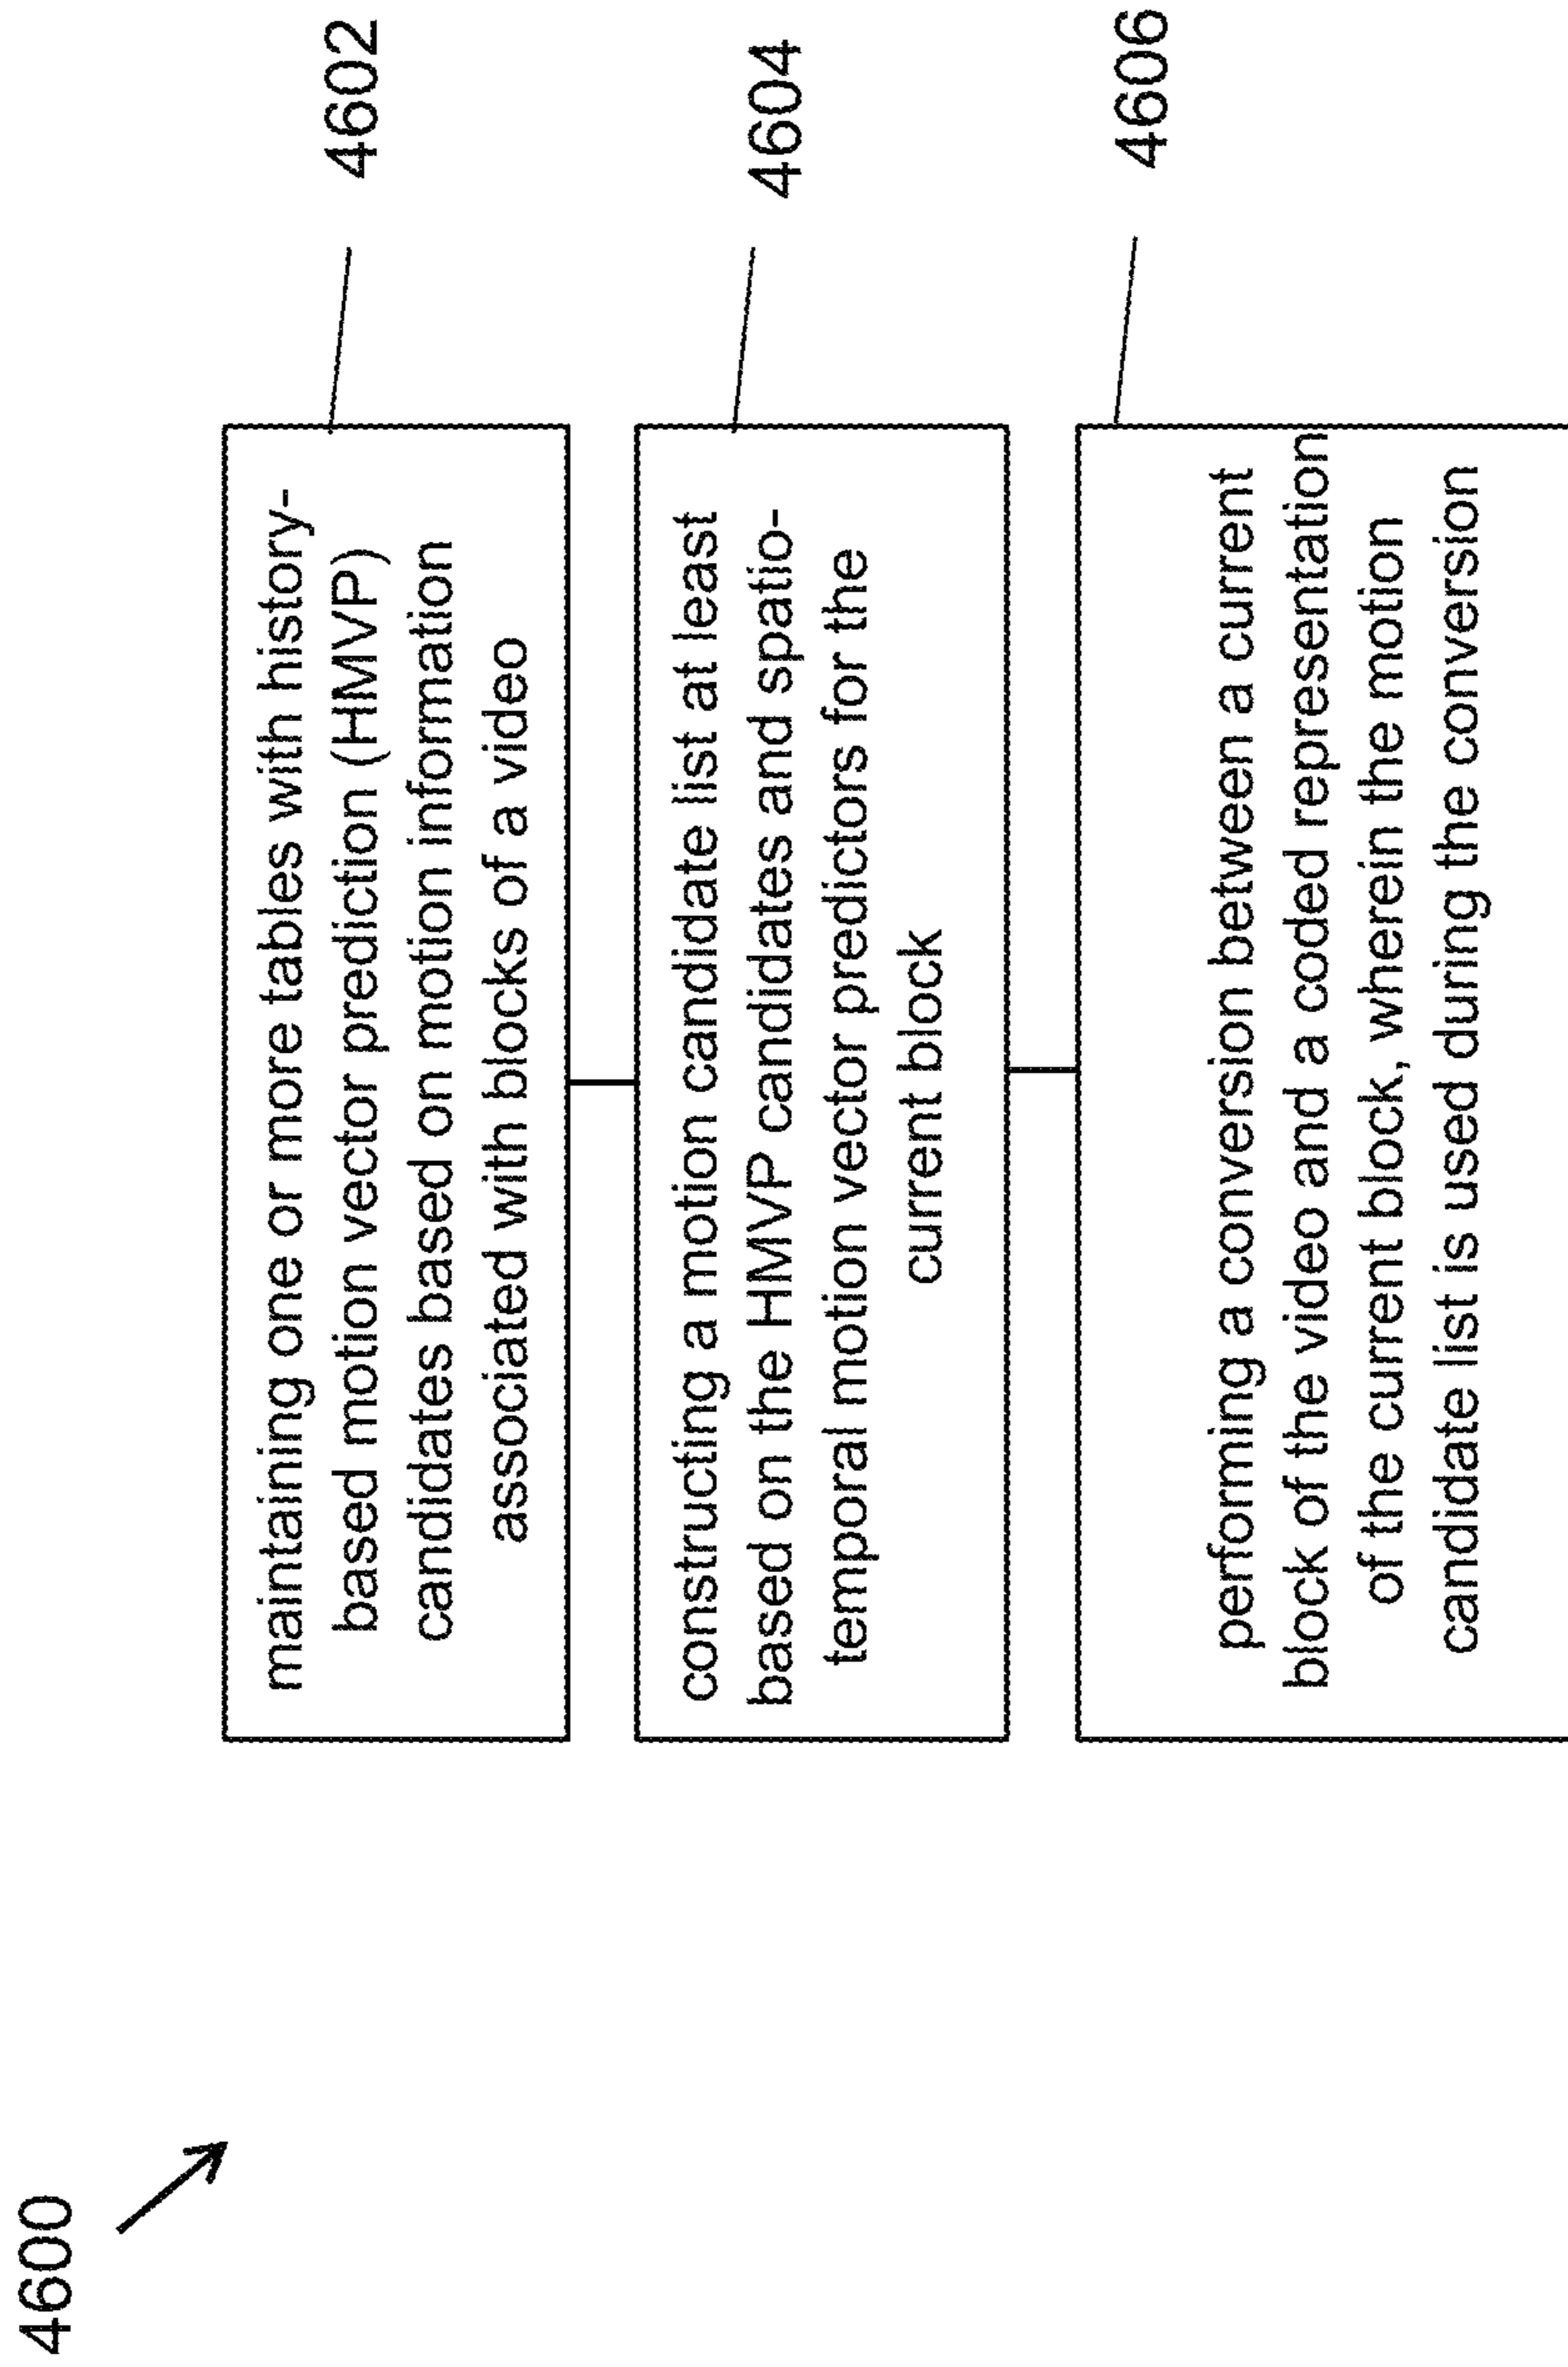 4600
maintaining one or more tables with history-
based motion vector prediction (HMVP)
candidates based on motion information
associated with blocks of a video
4602
constructing a motion candidate list at least
based on the HMVP candidates and spatio-
temporal motion vector predictors for the
current block
4604
performing a conversion between a current
block of the video and a coded representation
of the current block, wherein the motion
candidate list is used during the conversion
4606